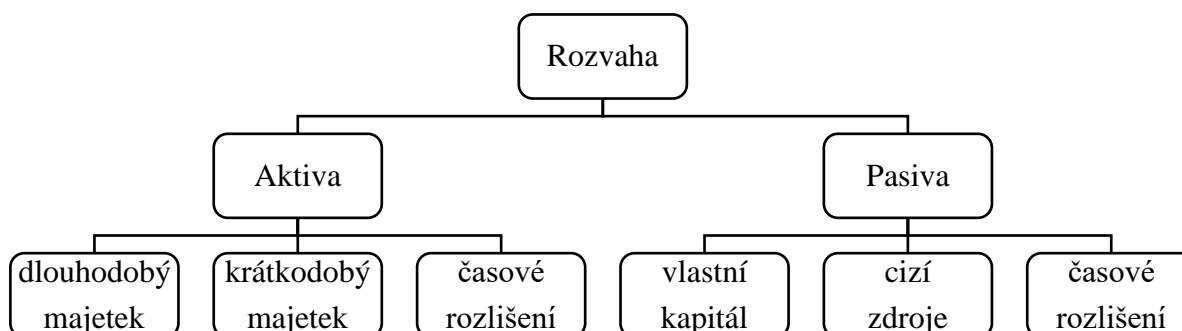 Rozvaha
Aktiva
Pasiva
dlouhodobý
majetek
krátkodobý
majetek
časové
rozlišení
vlastní
kapitál
cizí
zdroje
časové
rozlišení